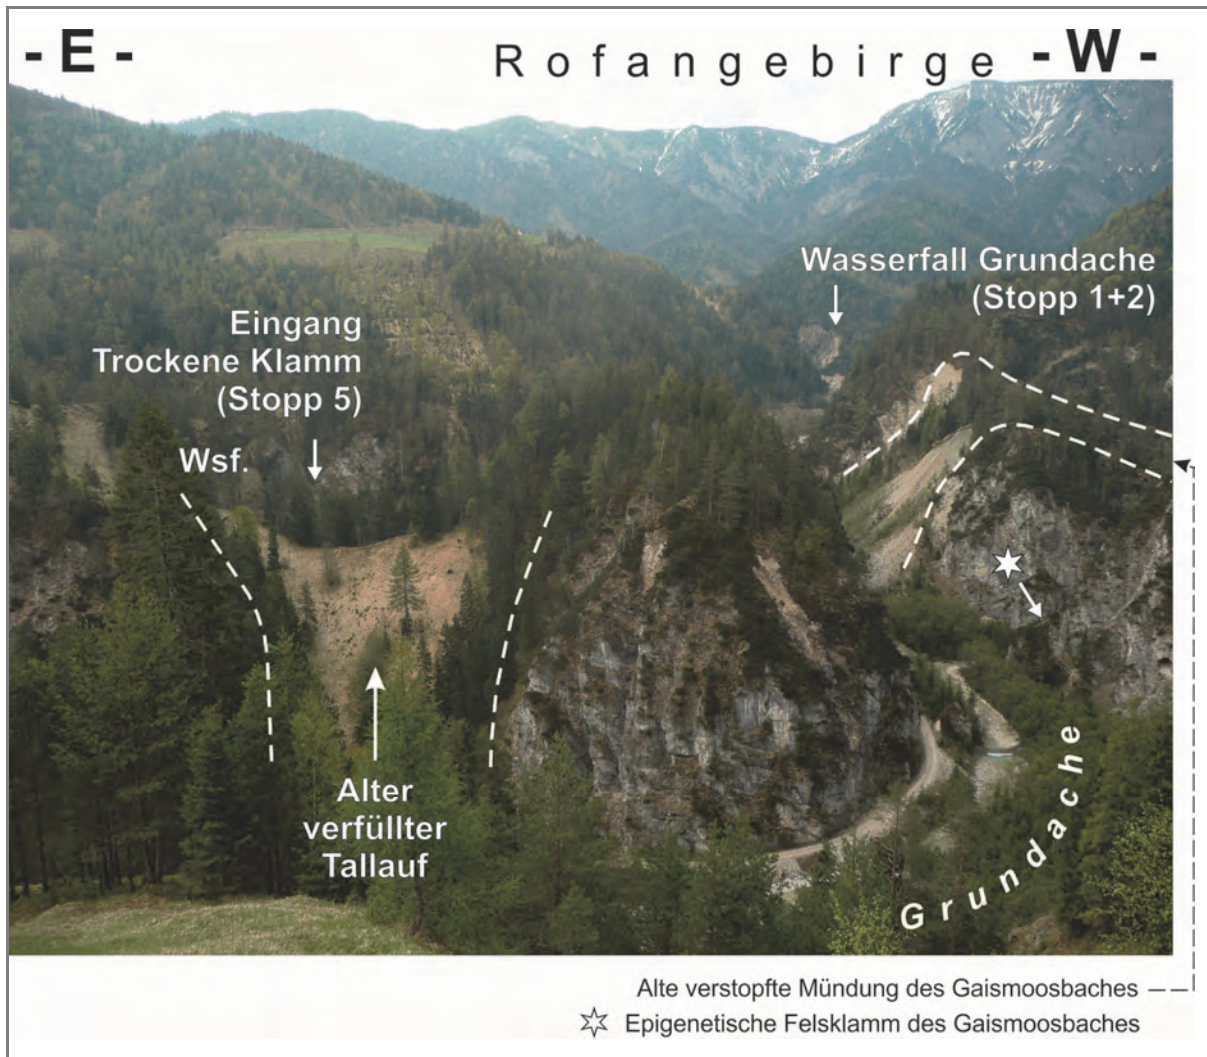 - E -
Rofangebirge - W -
Wasserfall Grundache
(Stopp 1+2)
Eingang
Trockene Klamm
(Stopp 5)
Wsf.
Alter
verfüllter
Tallauf
Grundache
Alte verstopfte Mündung des Gaismoosbaches
Epigenetische Felsklamm des Gaismoosbaches